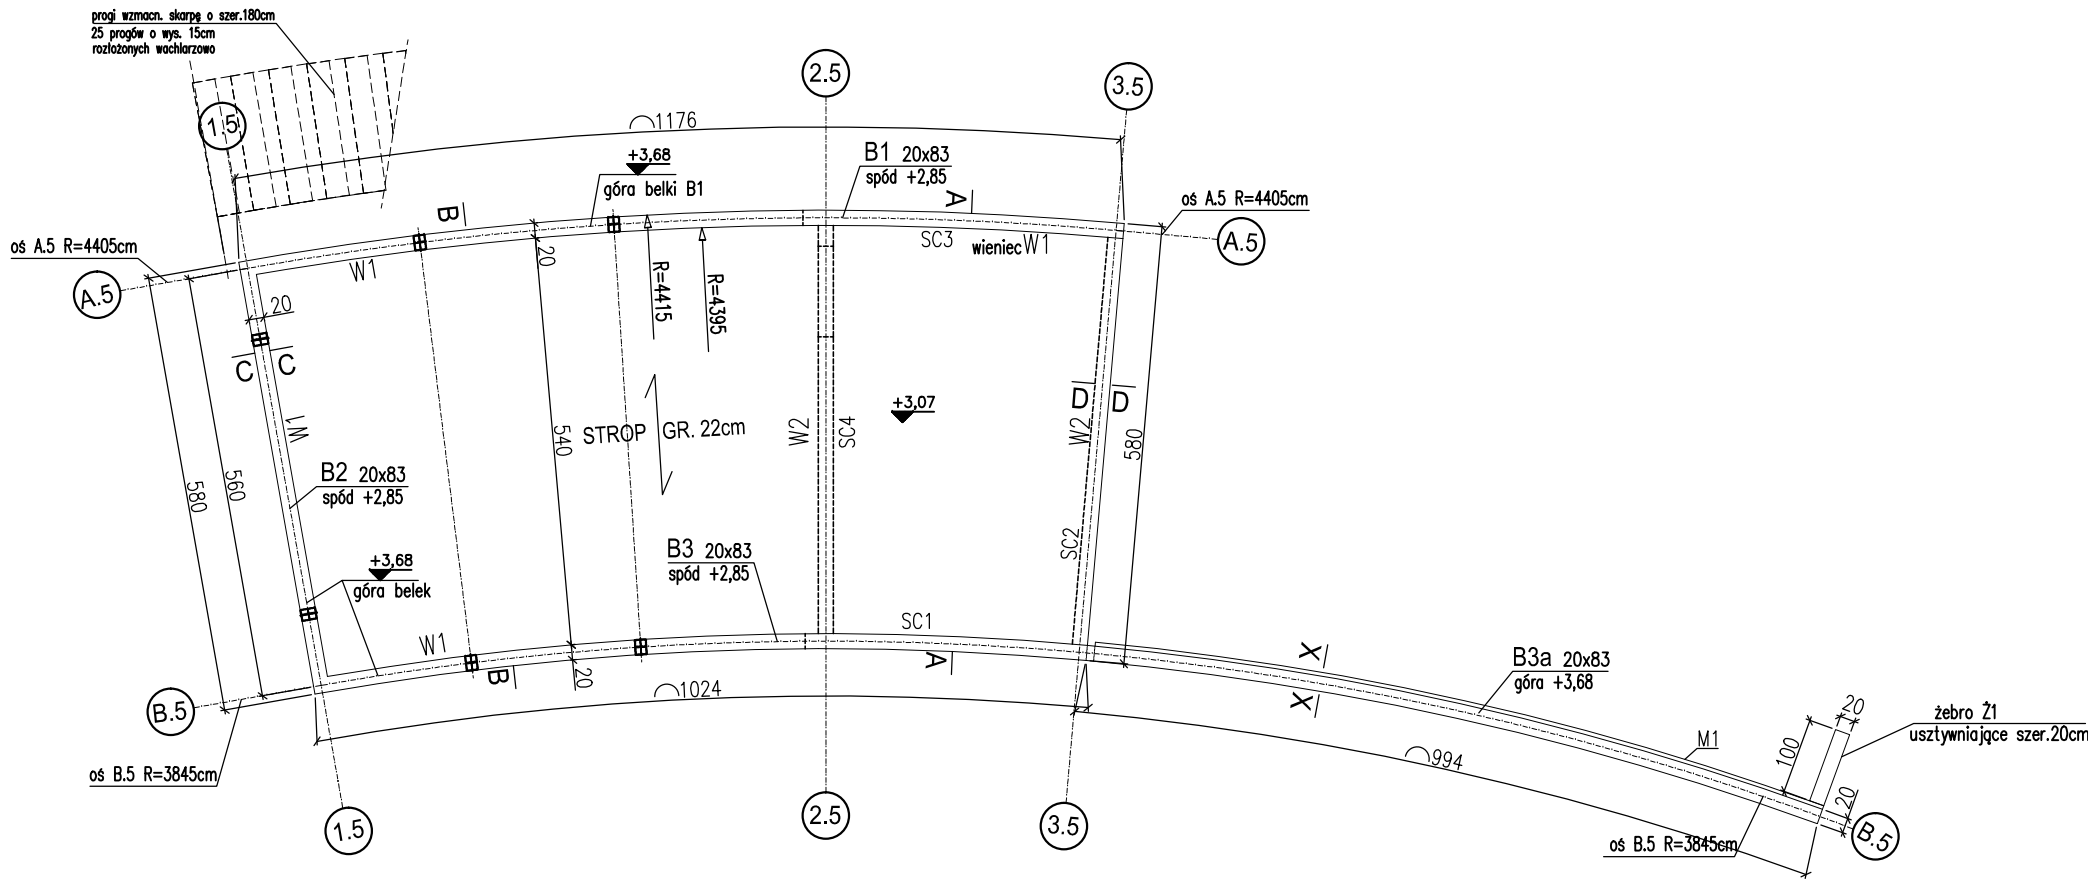 progi wzmacn. skarpę o szer.180cm
25 progów o wys. 15cm
rozłożonych wachlarzowo
1.5
2.5
3.5
1176
+3,68
góra belki B1
B1 20x83
spód +2,85
A
B
oś A.5 R=4405cm
A.5
oś A.5 R=4405cm
A.5
W1
20
SC3
wieniec W1
R=4415
R=4395
20
C
C
W1
580
560
540
STROP GR. 22cm
W2
SC4
+3,07
D
D
W2
580
B2 20x83
spód +2,85
B3 20x83
spód +2,85
SC2
+3,68
góra belek
W1
B
20
SC1
A
X
X
B3a 20x83
góra +3,68
B.5
1024
oś B.5 R=3845cm
994
M1
100
20
żebro Ż1
usztywniające szer.20cm
20
1.5
2.5
3.5
oś B.5 R=3845cm
B.5